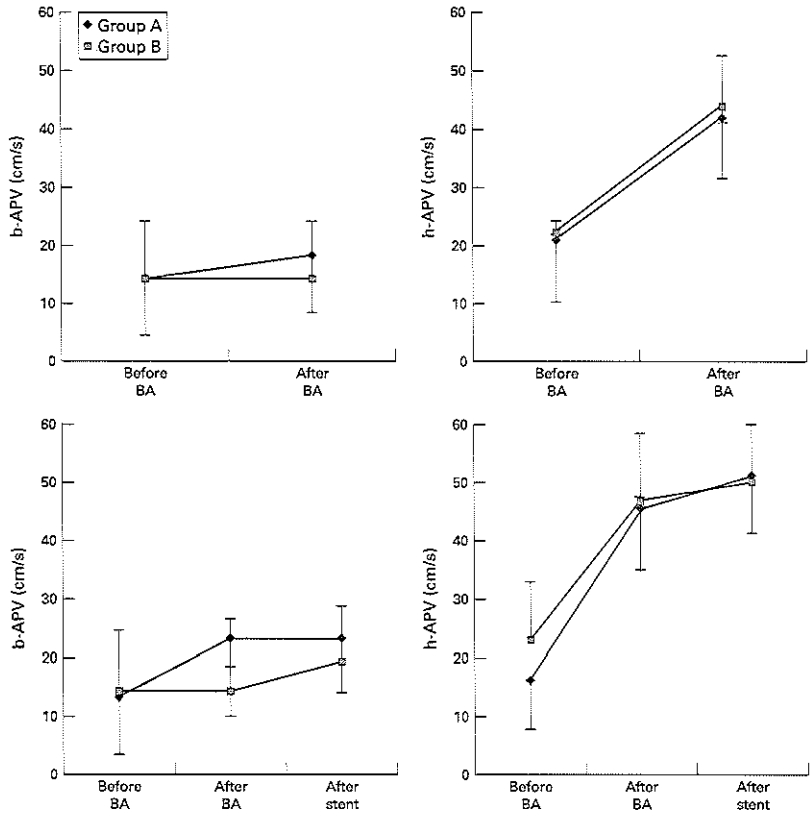 60
50
40
30
20
10
0
b-APV (cm/s)
Group A
Group B
Before BA
After BA
60
50
40
30
20
10
0
h-APV (cm/s)
Before BA
After BA
60
50
40
30
20
10
0
b-APV (cm/s)
Before BA
After BA
After stent
60
50
40
30
20
10
0
h-APV (cm/s)
Before BA
After BA
After stent